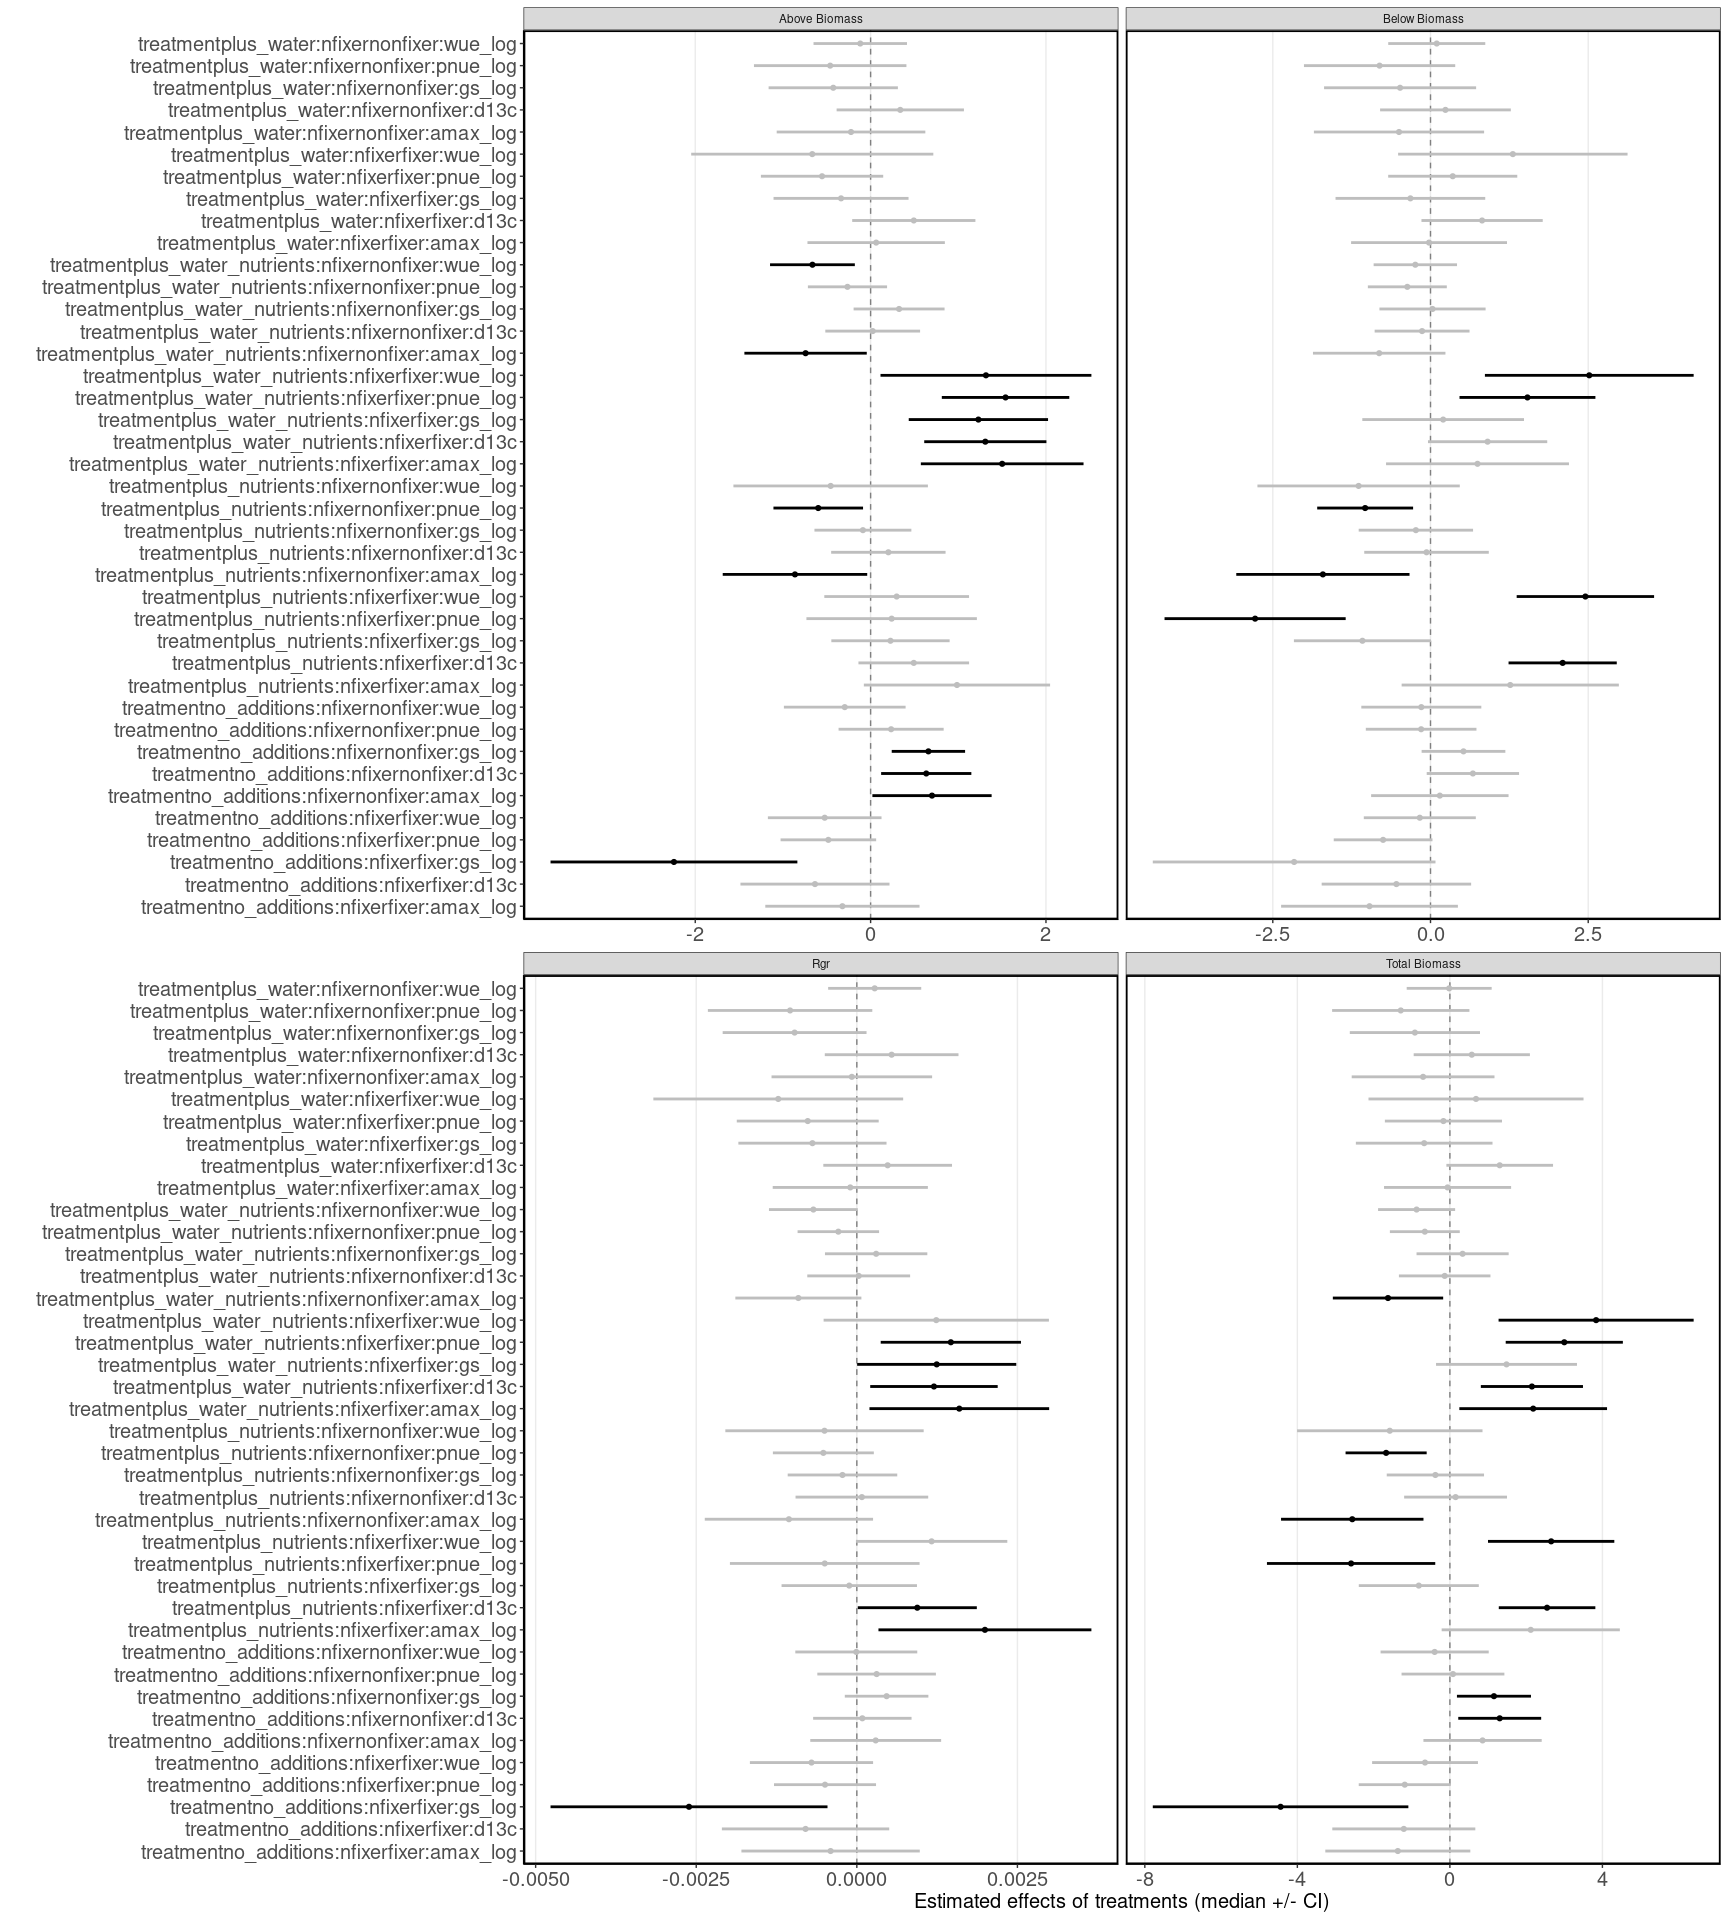 Above Biomass
Below Biomass
treatmentplus_water:nfixernonfixer:wue_log
treatmentplus_water:nfixernonfixer:pnue_log
treatmentplus_water:nfixernonfixer:gs_log
treatmentplus_water:nfixernonfixer:d13c
treatmentplus_water:nfixernonfixer:amax_log
treatmentplus_water:nfixerfixer:wue_log
treatmentplus_water:nfixerfixer:pnue_log
treatmentplus_water:nfixerfixer:gs_log
treatmentplus_water:nfixerfixer:d13c
treatmentplus_water:nfixerfixer:amax_log
treatmentplus_water_nutrients:nfixernonfixer:wue_log
treatmentplus_water_nutrients:nfixernonfixer:pnue_log
treatmentplus_water_nutrients:nfixernonfixer:gs_log
treatmentplus_water_nutrients:nfixernonfixer:d13c
treatmentplus_water_nutrients:nfixernonfixer:amax_log
treatmentplus_water_nutrients:nfixerfixer:wue_log
treatmentplus_water_nutrients:nfixerfixer:pnue_log
treatmentplus_water_nutrients:nfixerfixer:gs_log
treatmentplus_water_nutrients:nfixerfixer:d13c
treatmentplus_water_nutrients:nfixerfixer:amax_log
treatmentplus_nutrients:nfixernonfixer:wue_log
treatmentplus_nutrients:nfixernonfixer:pnue_log
treatmentplus_nutrients:nfixernonfixer:gs_log
treatmentplus_nutrients:nfixernonfixer:d13c
treatmentplus_nutrients:nfixernonfixer:amax_log
treatmentplus_nutrients:nfixerfixer:wue_log
treatmentplus_nutrients:nfixerfixer:pnue_log
treatmentplus_nutrients:nfixerfixer:gs_log
treatmentplus_nutrients:nfixerfixer:d13c
treatmentplus_nutrients:nfixerfixer:amax_log
treatmentno_additions:nfixernonfixer:wue_log
treatmentno_additions:nfixernonfixer:pnue_log
treatmentno_additions:nfixernonfixer:gs_log
treatmentno_additions:nfixernonfixer:d13c
treatmentno_additions:nfixernonfixer:amax_log
treatmentno_additions:nfixerfixer:wue_log
treatmentno_additions:nfixerfixer:pnue_log
treatmentno_additions:nfixerfixer:gs_log
treatmentno_additions:nfixerfixer:d13c
treatmentno_additions:nfixerfixer:amax_log
-2 0 2
-2.5 0.0 2.5
Rgr
Total Biomass
treatmentplus_water:nfixernonfixer:wue_log
treatmentplus_water:nfixernonfixer:pnue_log
treatmentplus_water:nfixernonfixer:gs_log
treatmentplus_water:nfixernonfixer:d13c
treatmentplus_water:nfixernonfixer:amax_log
treatmentplus_water:nfixerfixer:wue_log
treatmentplus_water:nfixerfixer:pnue_log
treatmentplus_water:nfixerfixer:gs_log
treatmentplus_water:nfixerfixer:d13c
treatmentplus_water:nfixerfixer:amax_log
treatmentplus_water_nutrients:nfixernonfixer:wue_log
treatmentplus_water_nutrients:nfixernonfixer:pnue_log
treatmentplus_water_nutrients:nfixernonfixer:gs_log
treatmentplus_water_nutrients:nfixernonfixer:d13c
treatmentplus_water_nutrients:nfixernonfixer:amax_log
treatmentplus_water_nutrients:nfixerfixer:wue_log
treatmentplus_water_nutrients:nfixerfixer:pnue_log
treatmentplus_water_nutrients:nfixerfixer:gs_log
treatmentplus_water_nutrients:nfixerfixer:d13c
treatmentplus_water_nutrients:nfixerfixer:amax_log
treatmentplus_nutrients:nfixernonfixer:wue_log
treatmentplus_nutrients:nfixernonfixer:pnue_log
treatmentplus_nutrients:nfixernonfixer:gs_log
treatmentplus_nutrients:nfixernonfixer:d13c
treatmentplus_nutrients:nfixernonfixer:amax_log
treatmentplus_nutrients:nfixerfixer:wue_log
treatmentplus_nutrients:nfixerfixer:pnue_log
treatmentplus_nutrients:nfixerfixer:gs_log
treatmentplus_nutrients:nfixerfixer:d13c
treatmentplus_nutrients:nfixerfixer:amax_log
treatmentno_additions:nfixernonfixer:wue_log
treatmentno_additions:nfixernonfixer:pnue_log
treatmentno_additions:nfixernonfixer:gs_log
treatmentno_additions:nfixernonfixer:d13c
treatmentno_additions:nfixernonfixer:amax_log
treatmentno_additions:nfixerfixer:wue_log
treatmentno_additions:nfixerfixer:pnue_log
treatmentno_additions:nfixerfixer:gs_log
treatmentno_additions:nfixerfixer:d13c
treatmentno_additions:nfixerfixer:amax_log
-0.0050 -0.0025 0.0000 0.0025
-8 -4 0 4
Estimated effects of treatments (median +/- CI)